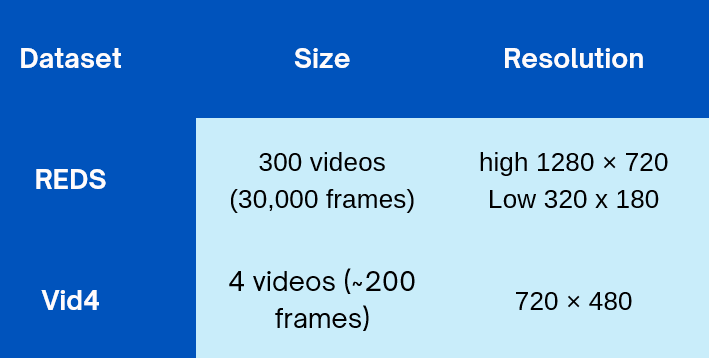 Dataset Size Resolution
REDS 300 videos high 1280 × 720
(30,000 frames) Low 320 x 180
Vid4 4 videos (~200 720 × 480
frames)